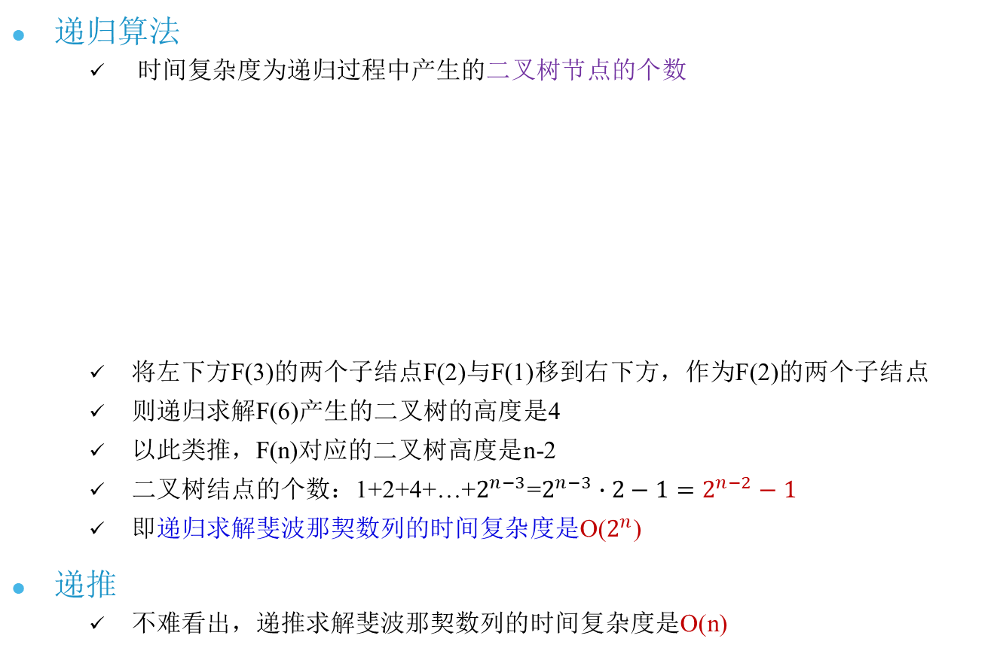 递归算法
时间复杂度为递归过程中产生的二叉树节点的个数
将左下方F(3)的两个子结点F(2)与F(1)移到右下方，作为F(2)的两个子结点
则递归求解F(6)产生的二叉树的高度是4
以此类推，F(n)对应的二叉树高度是n-2
二叉树结点的个数：1+2+4+…+2^{n−3}=2^{n−3}·2−1=2^{n−2}−1
即递归求解斐波那契数列的时间复杂度是O(2^n)
递推
不难看出，递推求解斐波那契数列的时间复杂度是O(n)